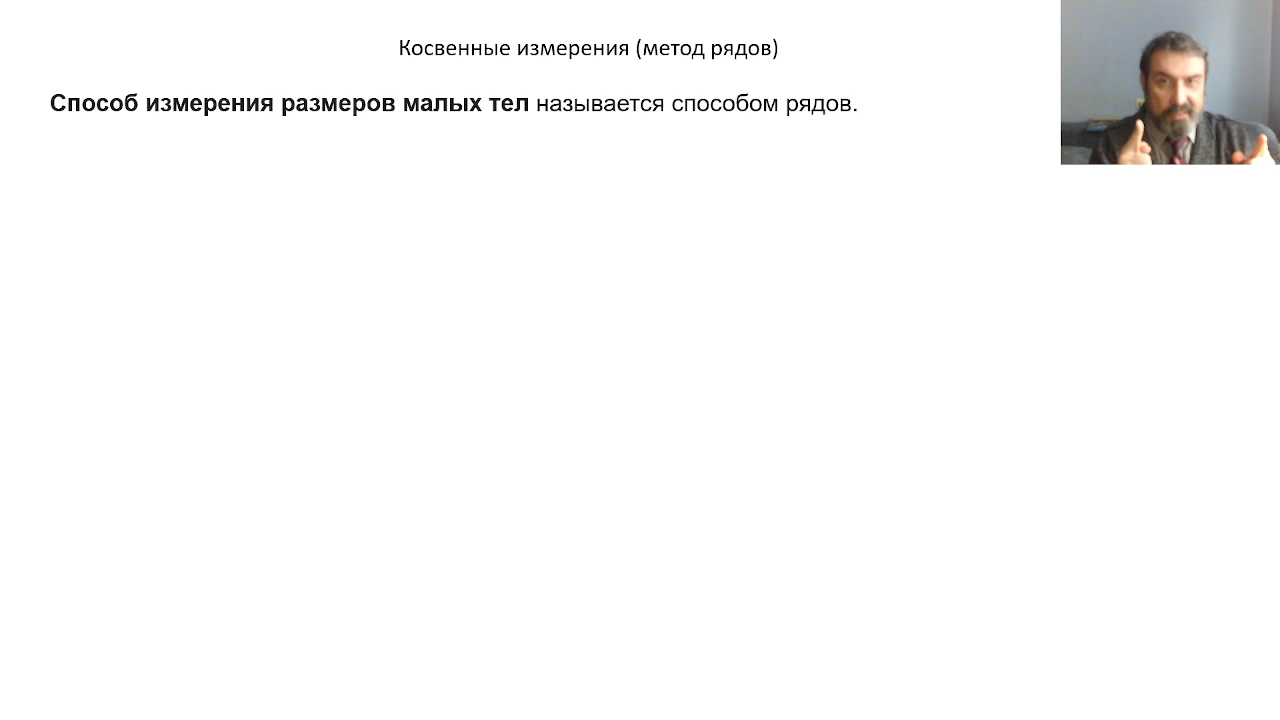 Косвенные измерения (метод рядов)
Способ измерения размеров малых тел называется способом рядов.